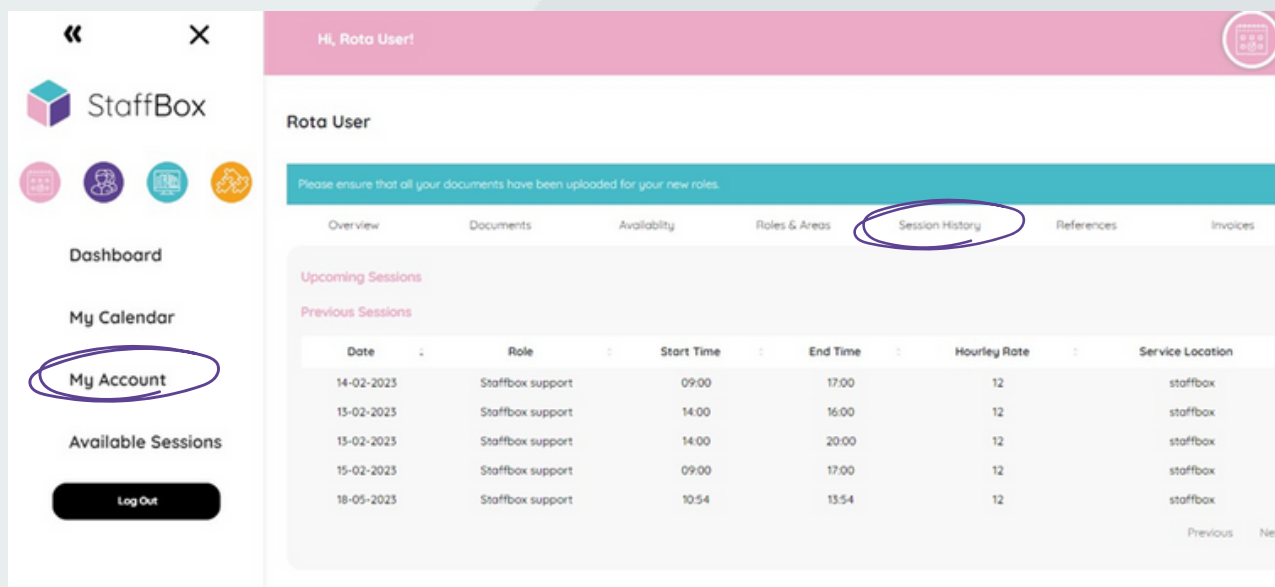 Hi, Rota User!
StaffBox
Rota User
Please ensure that all your documents have been uploaded for your new roles.
Overview Documents Availablity Roles & Areas Session History References Invoices
Dashboard
My Calendar
My Account
Available Sessions
Log Out
Upcoming Sessions
Previous Sessions
Date Role Start Time End Time Hourley Rate Service Location
14-02-2023 Staffbox support 09:00 17:00 12 staffbox
13-02-2023 Staffbox support 14:00 16:00 12 staffbox
13-02-2023 Staffbox support 14:00 20:00 12 staffbox
15-02-2023 Staffbox support 09:00 17:00 12 staffbox
18-05-2023 Staffbox support 10:54 13:54 12 staffbox
Previous Ne